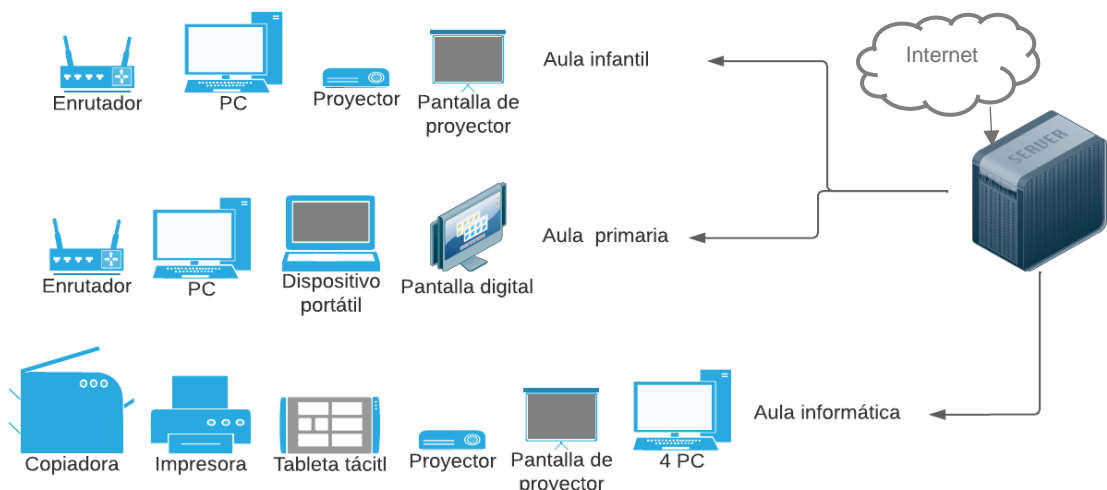 Internet
SERVER
Enrutador
PC
Proyector
Pantalla de
proyector
Aula infantil
Enrutador
PC
Dispositivo
portátil
Pantalla digital
Aula primaria
Copiadora
Impresora
Tableta tácitl
Proyector
Pantalla de
proyector
4 PC
Aula informática